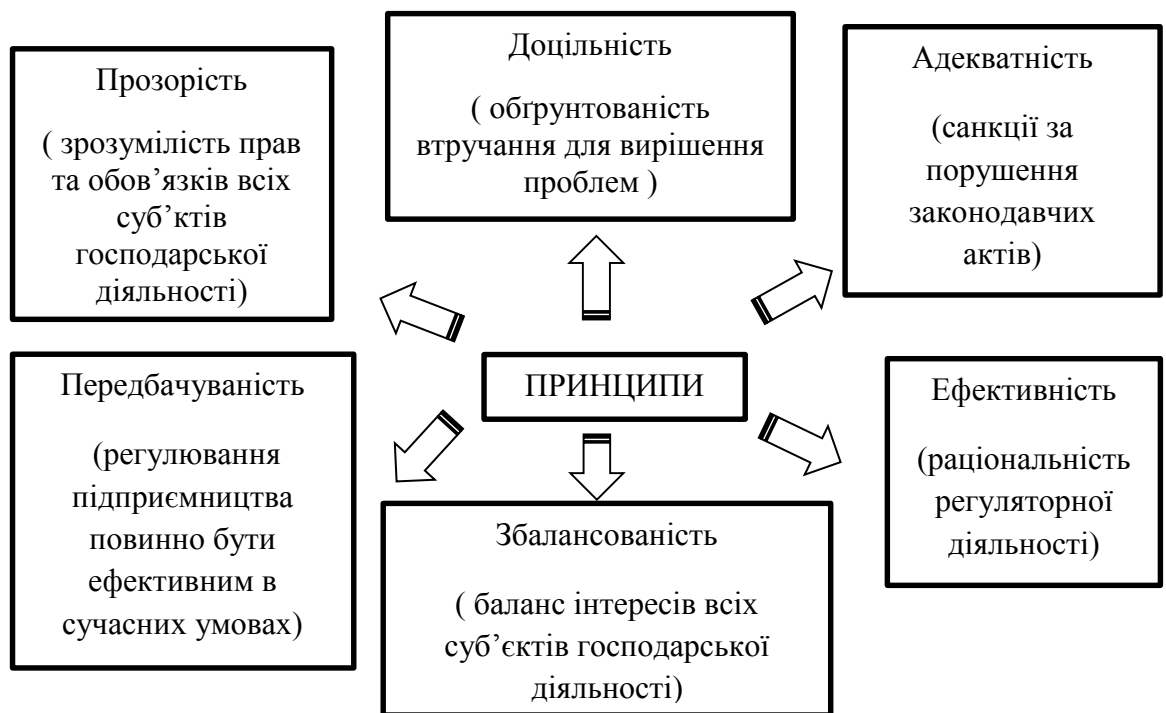 Прозорість
( зрозумілість прав
та обов’язків всіх
суб’ктів
господарської
діяльності)
Доцільність
( обґрунтованість
втручання для вирішення
проблем )
Адекватність
(санкції за
порушення
законодавчих
актів)
ПРИНЦИПИ
Передбачуваність
(регулювання
підприємництва
повинно бути
ефективним в
сучасних умовах)
Збалансованість
( баланс інтересів всіх
суб’єктів господарської
діяльності)
Ефективність
(раціональність
регуляторної
діяльності)